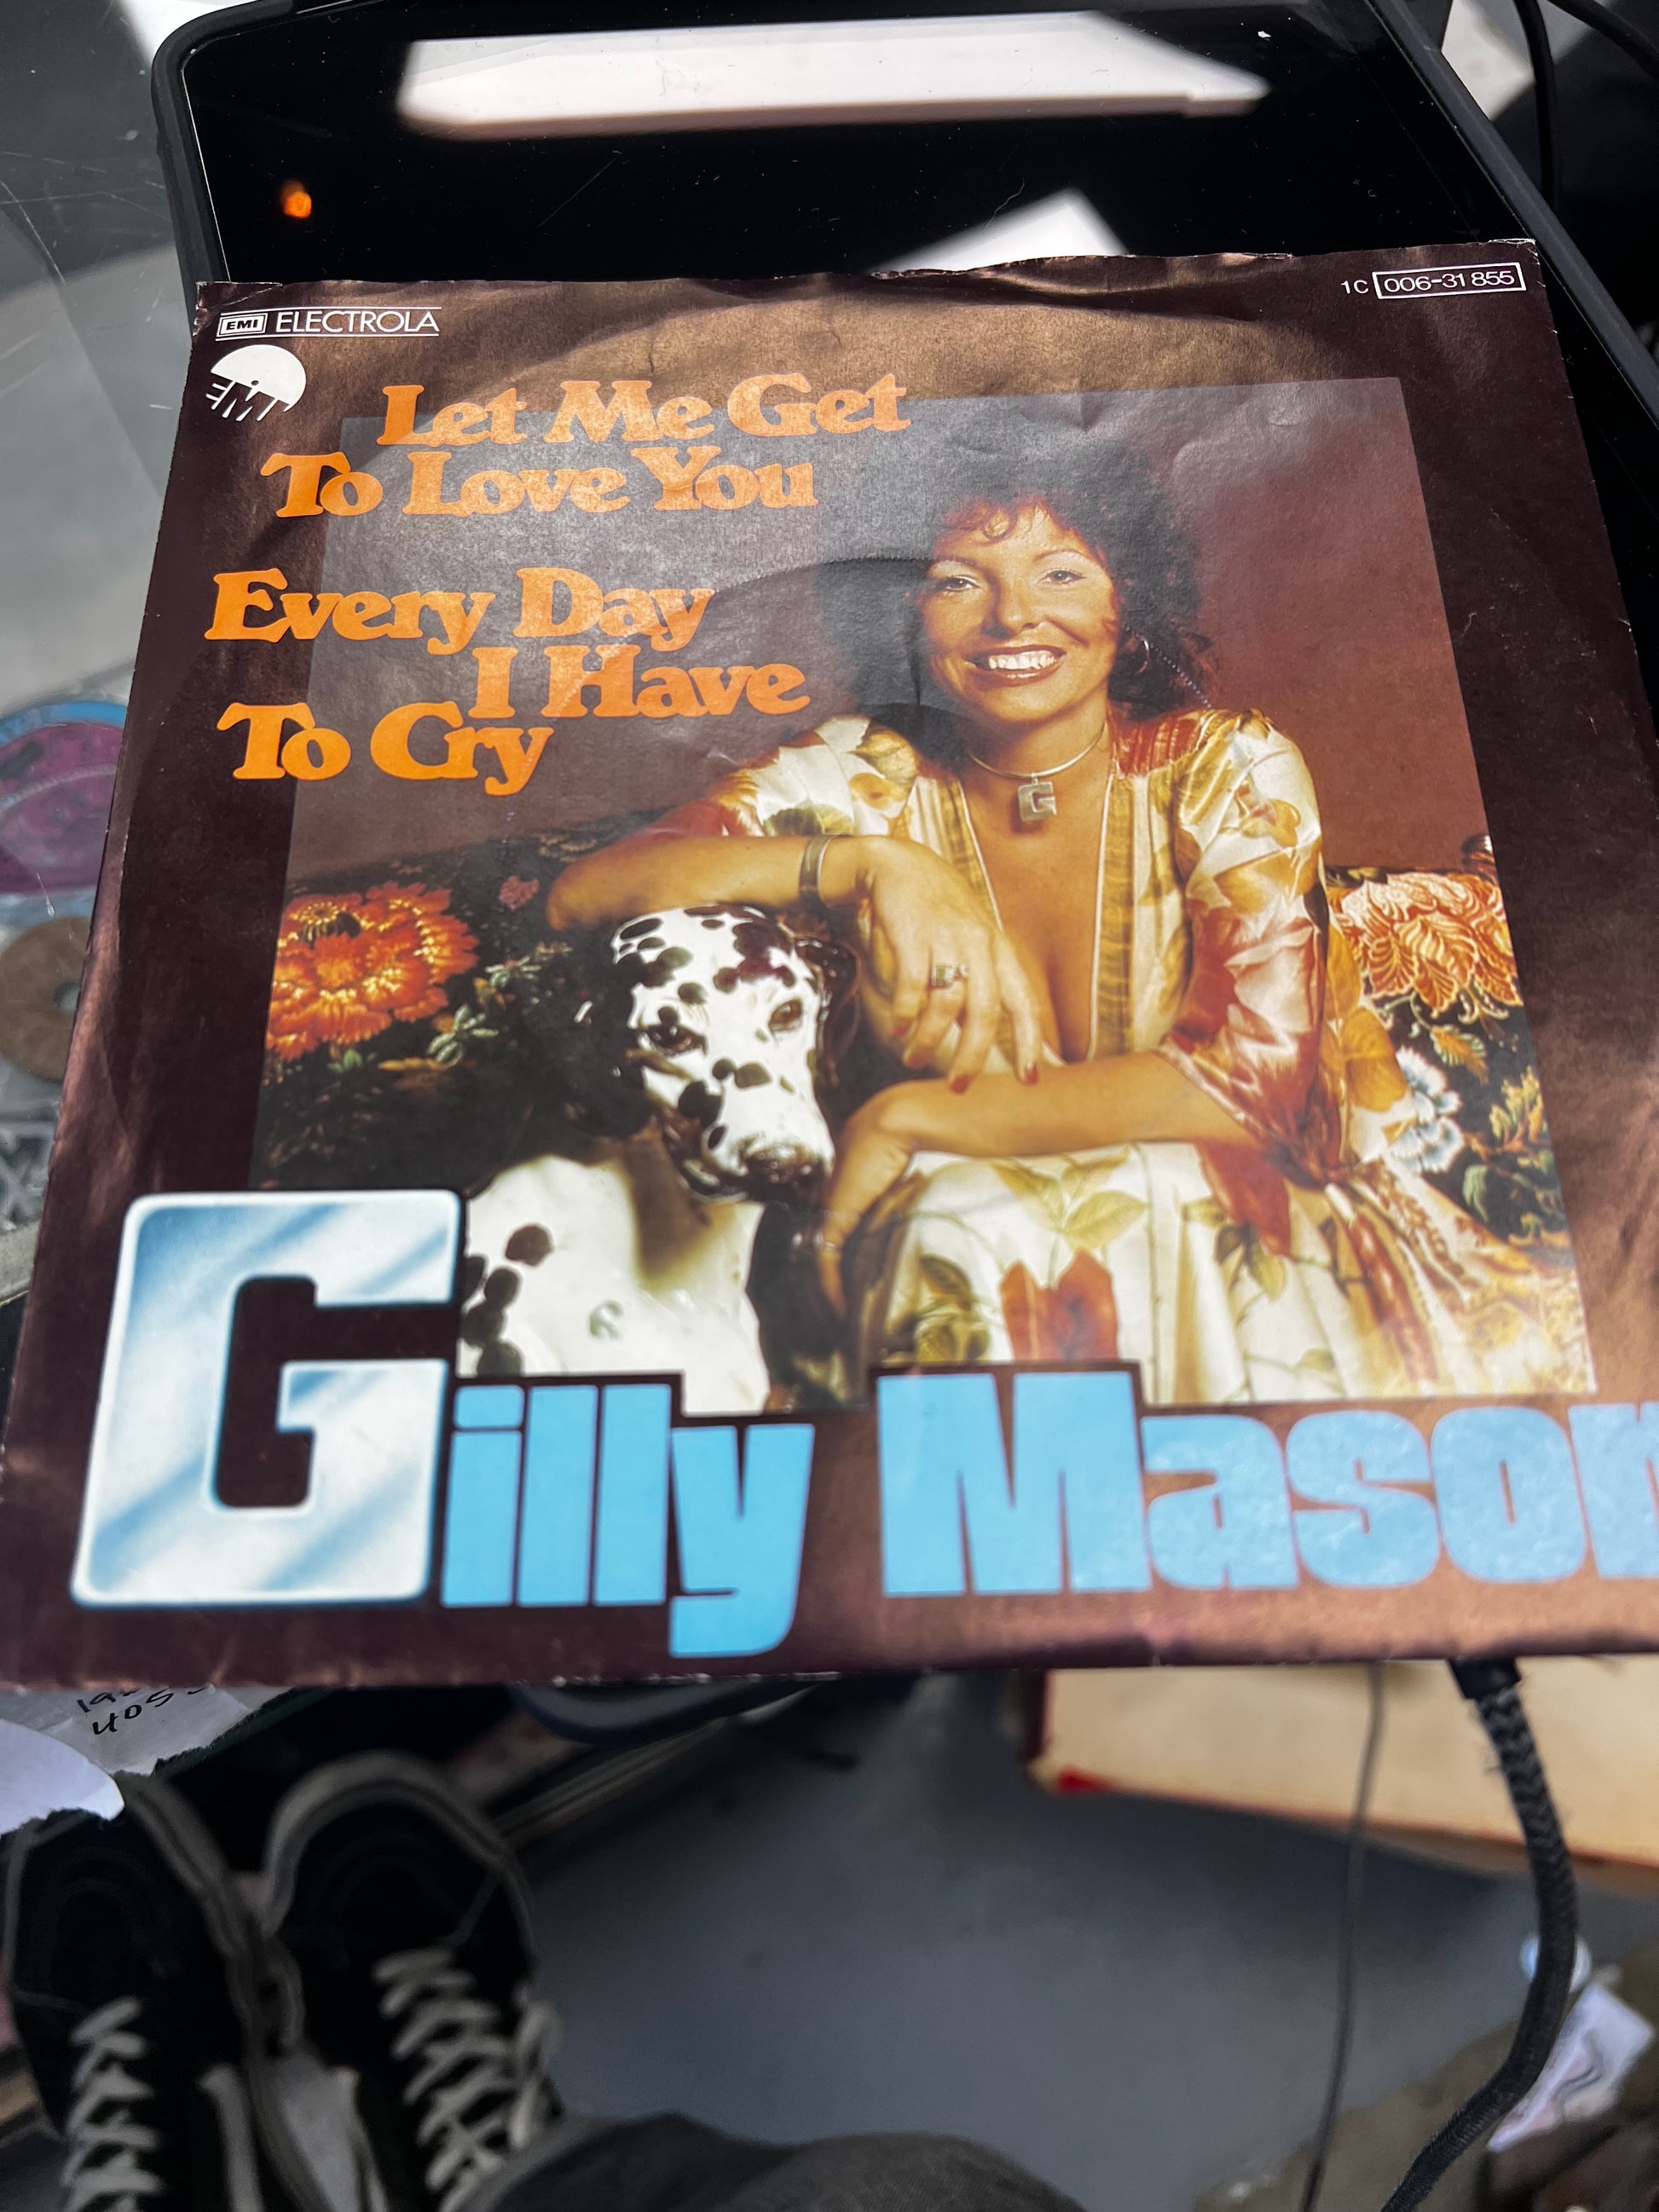 EMI ELECTROLA
1C 006-31 855
EMI
Let Me Get
To Love You
Every Day
I Have
To Cry
G
Gilly Mason